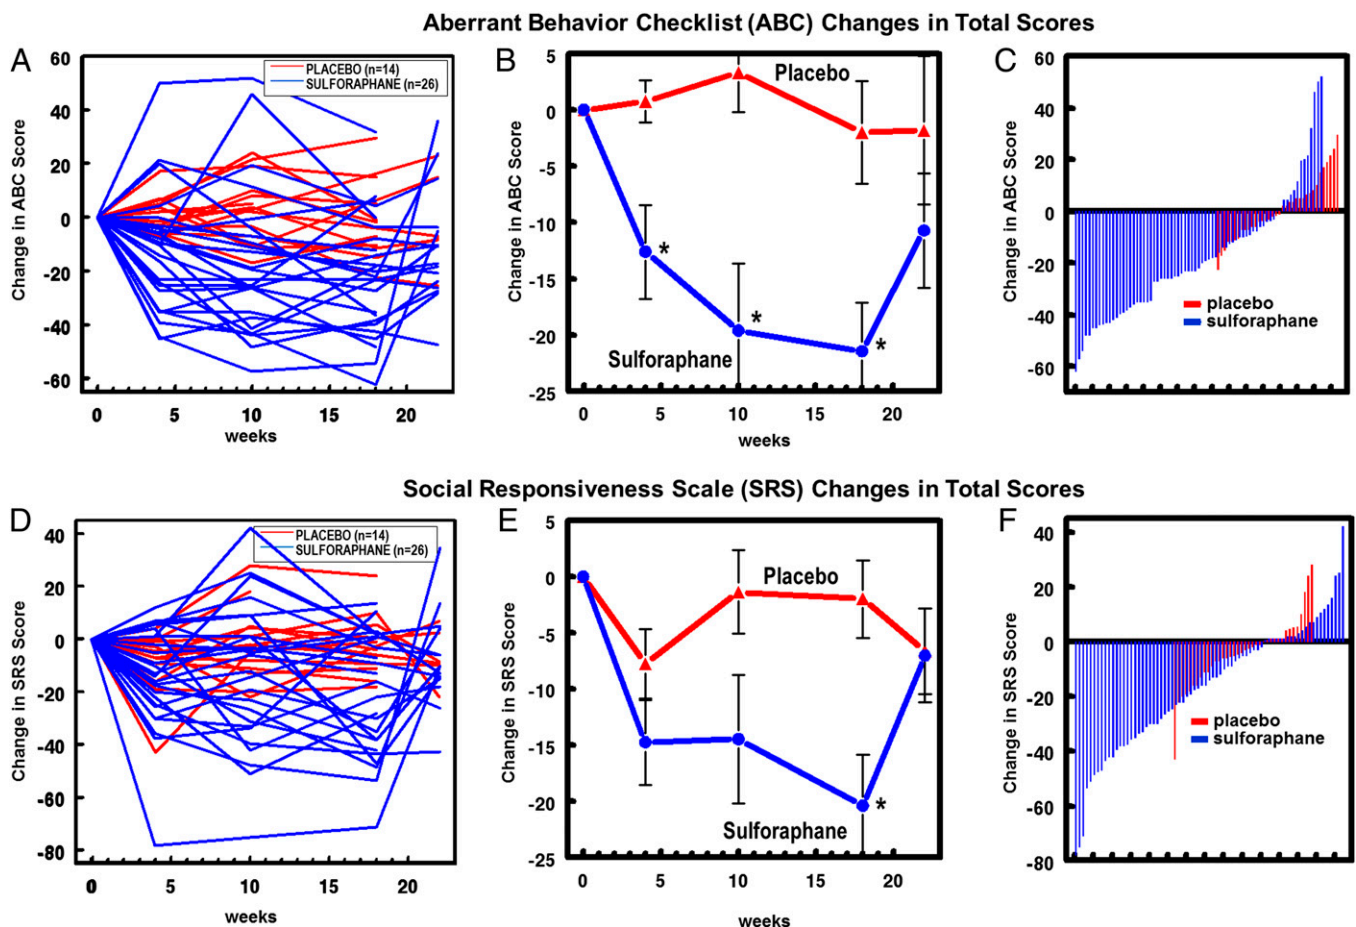 Aberrant Behavior Checklist (ABC) Changes in Total Scores
A
60
40
20
0
-20
-40
-60
Change in ABC Score
PLACEBO (n=14)
SULFORAPHANE (n=26)
0 5 10 15 20
weeks
B
5
0
-5
-10
-15
-20
-25
Change in ABC Score
Placebo
*
*
*
Sulforaphane
0 5 10 15 20
weeks
C
60
40
20
0
-20
-40
-60
Change in ABC Score
placebo
sulforaphane
Social Responsiveness Scale (SRS) Changes in Total Scores
D
40
20
0
-20
-40
-60
-80
Change in SRS Score
PLACEBO (n=14)
SULFORAPHANE (n=26)
0 5 10 15 20
weeks
E
5
0
-5
-10
-15
-20
-25
Change in SRS Score
Placebo
*
Sulforaphane
0 5 10 15 20
weeks
F
40
20
0
-20
-40
-60
-80
Change in SRS Score
placebo
sulforaphane